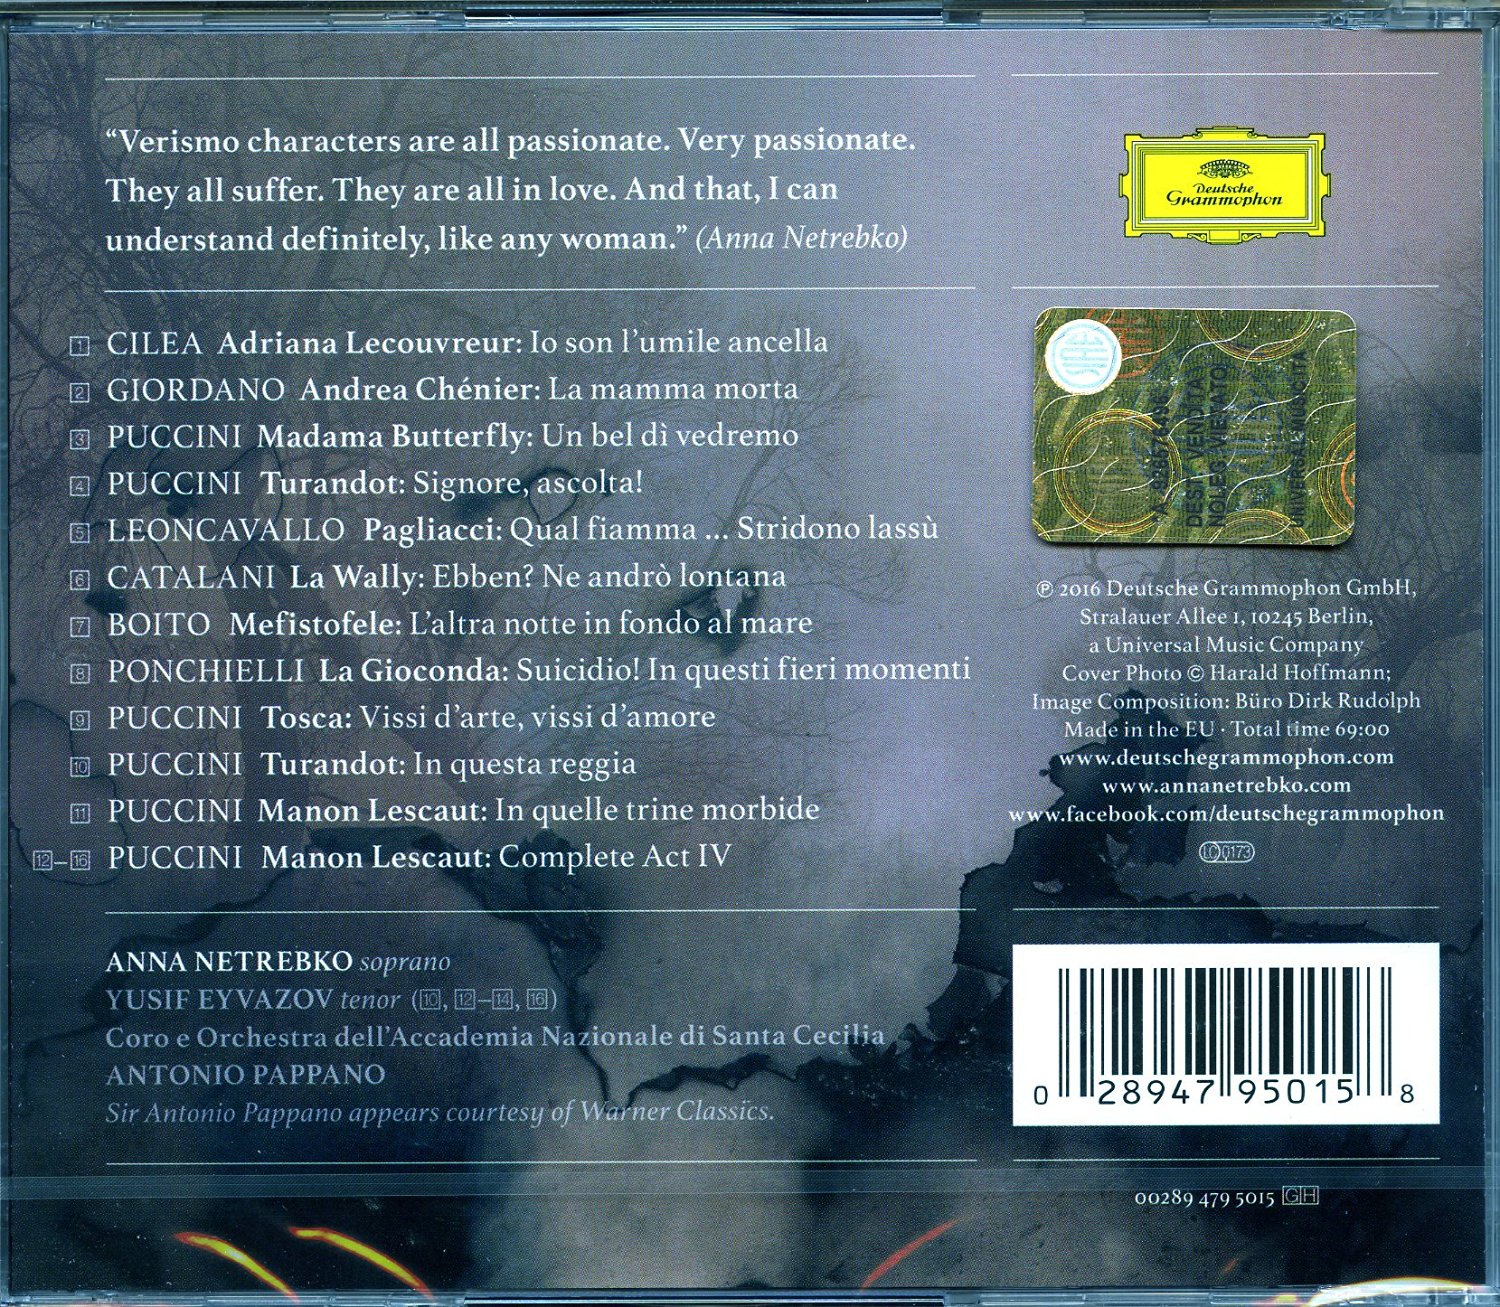 “Verismo characters are all passionate. Very passionate.
They all suffer. They are all in love. And that, I can
understand definitely, like any woman.” (Anna Netrebko)
Deutsche
Grammophon
1 CILEA Adriana Lecouvreur: Io son l’umile ancella
2 GIORDANO Andrea Chénier: La mamma morta
3 PUCCINI Madama Butterfly: Un bel dì vedremo
4 PUCCINI Turandot: Signore, ascolta!
5 LEONCAVALLO Pagliacci: Qual fiamma ... Stridono lassù
6 CATALANI La Wally: Ebben? Ne andrò lontana
7 BOITO Mefistofele: L’altra notte in fondo al mare
8 PONCHIELLI La Gioconda: Suicidio! In questi fieri momenti
9 PUCCINI Tosca: Vissi d’arte, vissi d’amore
10 PUCCINI Turandot: In questa reggia
11 PUCCINI Manon Lescaut: In quelle trine morbide
12–16 PUCCINI Manon Lescaut: Complete Act IV
ANNA NETREBKO soprano
YUSIF EYVAZOV tenor (10, 12–14, 16)
Coro e Orchestra dell’Accademia Nazionale di Santa Cecilia
ANTONIO PAPPANO
Sir Antonio Pappano appears courtesy of Warner Classics.
DEST. VENDITA
NOLEG. VIETATO
UNIVERSAL MUSIC ITA
℗ 2016 Deutsche Grammophon GmbH,
Stralauer Allee 1, 10245 Berlin,
a Universal Music Company
Cover Photo © Harald Hoffmann;
Image Composition: Büro Dirk Rudolph
Made in the EU · Total time 69:00
www.deutschegrammophon.com
www.annanetrebko.com
www.facebook.com/deutschegrammophon
LC 0173
0 28947 95015 8
00289 479 5015 GH